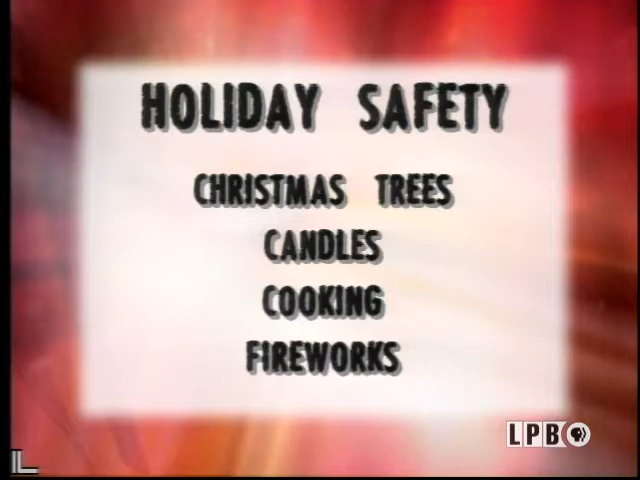 HOLIDAY SAFETY
CHRISTMAS TREES
CANDLES
COOKING
FIREWORKS
LPB